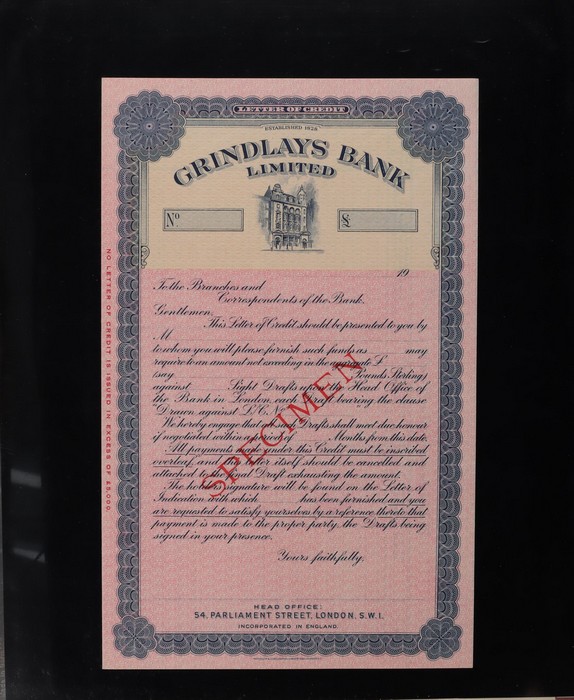 LETTER OF CREDIT
ESTABLISHED 1828
GRINDLAYS BANK
LIMITED
No £
19
To the Branches and
Correspondents of the Bank.
Gentlemen,
This Letter of Credit should be presented to you by
M
to whom you will please furnish such funds as may
require to an amount not exceeding in the aggregate £
(say Pounds Sterling)
against Sight Drafts upon the Head Office of
the Bank in London, each Draft bearing the clause
"Drawn against L/C No
We hereby engage that such Drafts shall meet due honour
if negotiated within of Months from this date.
All payments made under this Credit must be inscribed
overleaf, and the Letter itself should be cancelled and
attached to the final Draft exhausting the amount.
The holder's signature will be found on the Letter of
Indication with which has been furnished and you
are requested to satisfy yourselves by a reference thereto that
payment is made to the proper party, the Drafts being
signed in your presence.
Yours faithfully.
SPECIMEN
HEAD OFFICE:
54, PARLIAMENT STREET, LONDON. S.W.1.
INCORPORATED IN ENGLAND.
NO LETTER OF CREDIT IS ISSUED IN EXCESS OF £5,000.